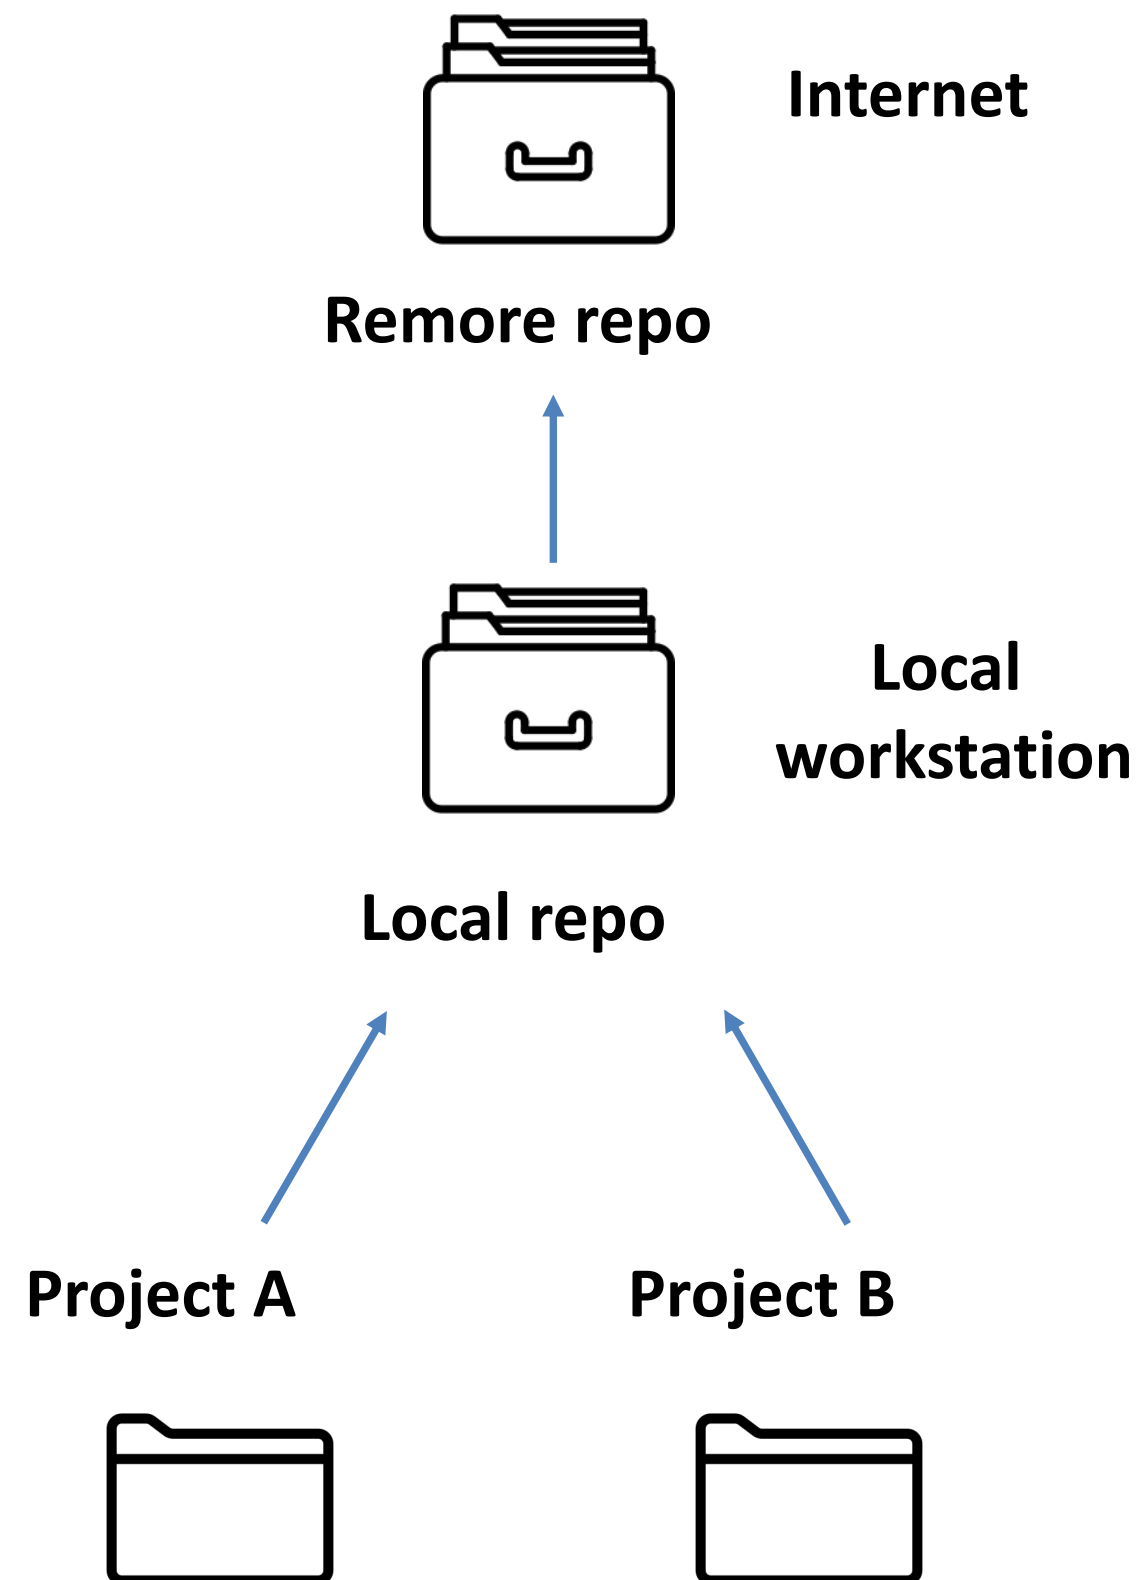 Internet
Remore repo
Local
workstation
Local repo
Project A
Project B